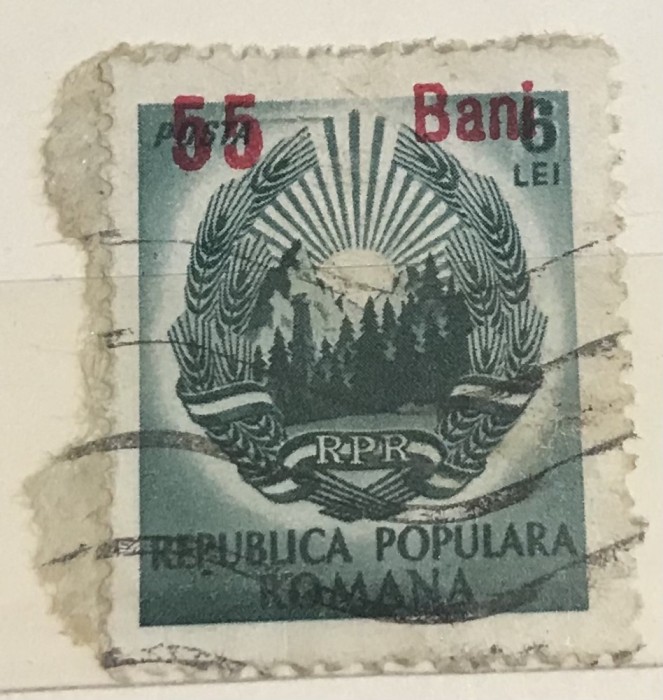 55 Bani
POSTA 6
LEI
RPR
REPUBLICA POPULARA
ROMANA